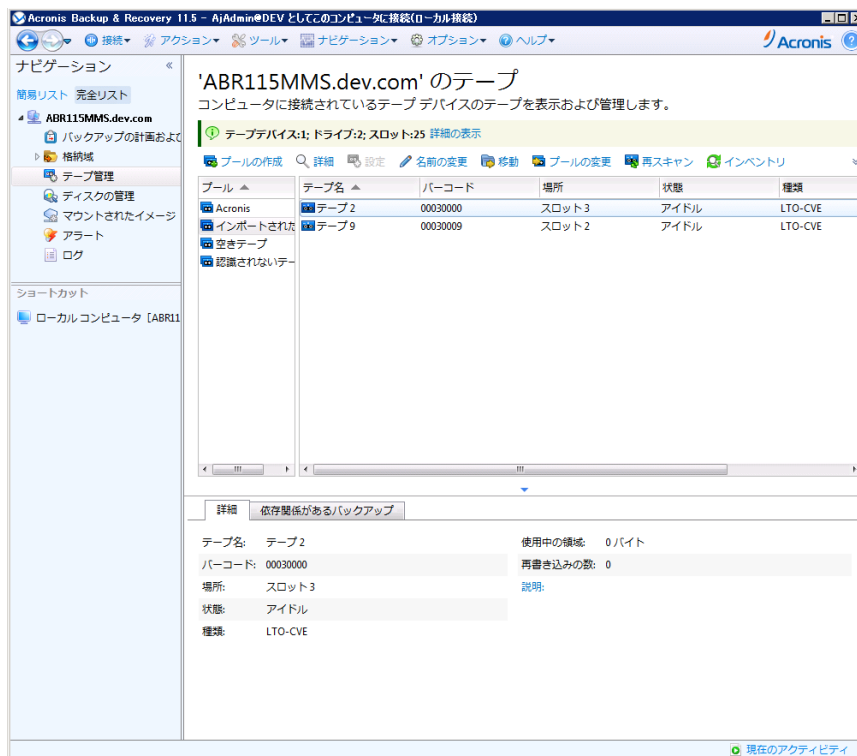 Acronis Backup & Recovery 11.5 - AjAdmin@DEV としてこのコンピュータに接続(ローカル接続)
接続 アクション ツール ナビゲーション オプション ヘルプ Acronis
ナビゲーション
簡易リスト 完全リスト
ABR115MMS.dev.com
バックアップの計画およ
格納域
テープ管理
ディスクの管理
マウントされたイメージ
アラート
ログ
ショートカット
ローカル コンピュータ [ABR11
'ABR115MMS.dev.com' のテープ
コンピュータに接続されているテープ デバイスのテープを表示および管理します。
テープデバイス:1; ドライブ:2; スロット:25 詳細の表示
プールの作成 詳細 設定 名前の変更 移動 プールの変更 再スキャン インベントリ
プール テープ名 バーコード 場所 状態 種類
Acronis
インポートされた
空きテープ
認識されないテー
テープ 2 00030000 スロット 3 アイドル LTO-CVE
テープ 9 00030009 スロット 2 アイドル LTO-CVE
詳細 依存関係があるバックアップ
テープ名: テープ 2
バーコード: 00030000
場所: スロット 3
状態: アイドル
種類: LTO-CVE
使用中の領域: 0 バイト
再書き込みの数: 0
説明:
現在のアクティビティ